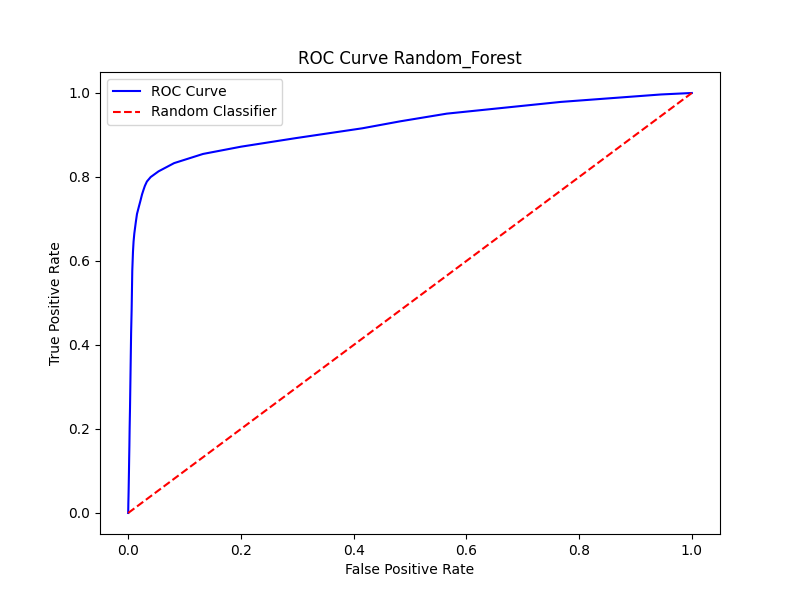 ROC Curve Random_Forest
ROC Curve
Random Classifier
True Positive Rate
1.0
0.8
0.6
0.4
0.2
0.0
0.0 0.2 0.4 0.6 0.8 1.0
False Positive Rate